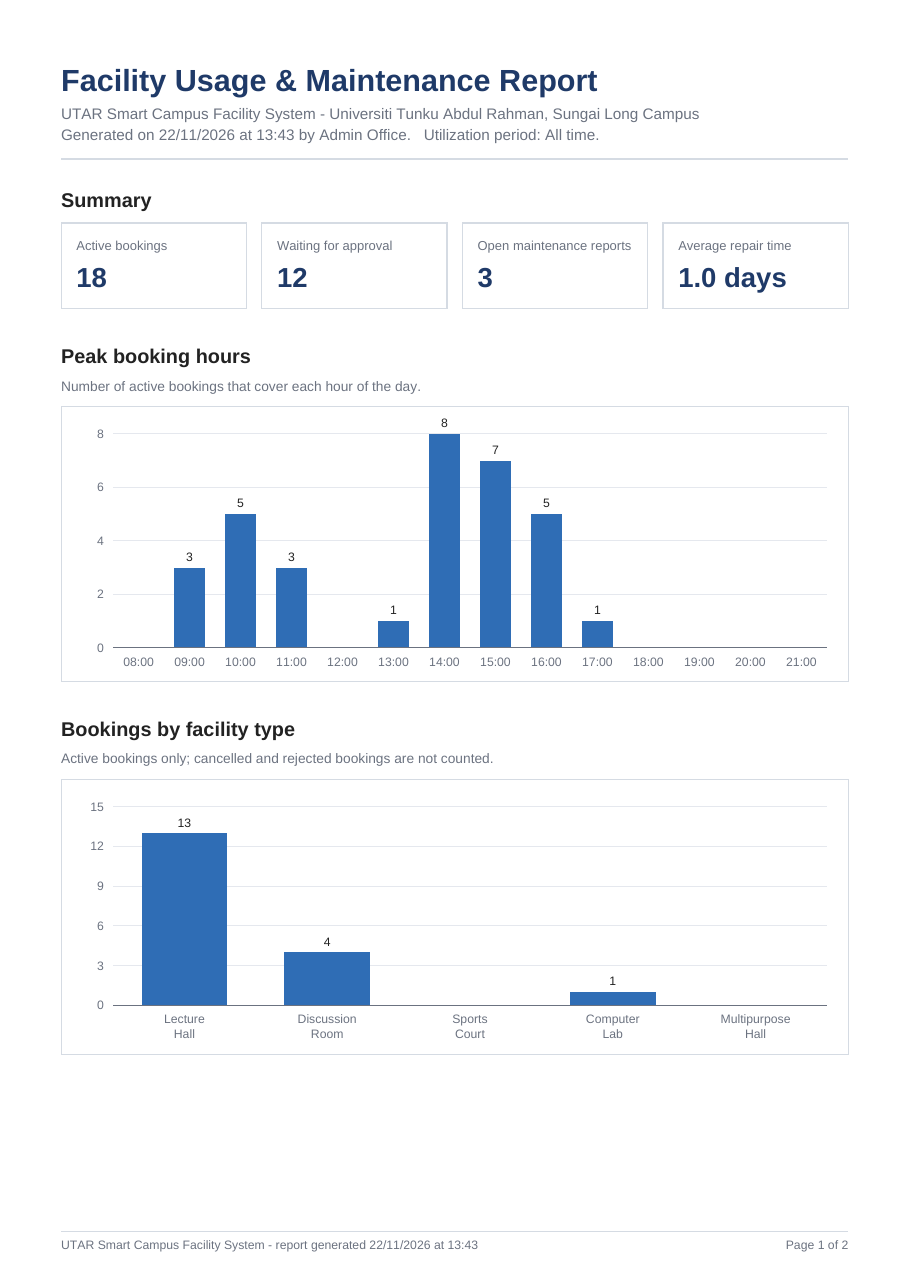 Facility Usage & Maintenance Report
UTAR Smart Campus Facility System - Universiti Tunku Abdul Rahman, Sungai Long Campus
Generated on 22/11/2026 at 13:43 by Admin Office.   Utilization period: All time.
Summary
Active bookings
18
Waiting for approval
12
Open maintenance reports
3
Average repair time
1.0 days
Peak booking hours
Number of active bookings that cover each hour of the day.
8
8
7
6
5
5
4
3
3
2
1
1
0
08:00 09:00 10:00 11:00 12:00 13:00 14:00 15:00 16:00 17:00 18:00 19:00 20:00 21:00
Bookings by facility type
Active bookings only; cancelled and rejected bookings are not counted.
15
13
12
9
6
4
3
1
0
Lecture Discussion Sports Computer Multipurpose
Hall Room Court Lab Hall
UTAR Smart Campus Facility System - report generated 22/11/2026 at 13:43
Page 1 of 2